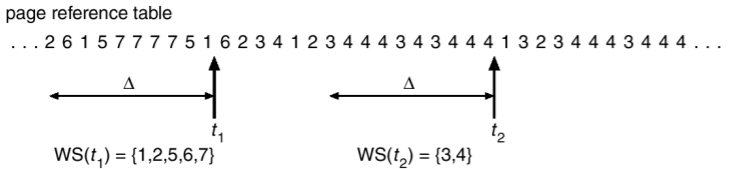 page reference table
. . . 2 6 1 5 7 7 7 7 5 1 6 2 3 4 1 2 3 4 4 4 3 4 3 4 4 4 1 3 2 3 4 4 4 3 4 4 4 . . .
Δ Δ
t1 t2
WS(t1) = {1,2,5,6,7} WS(t2) = {3,4}